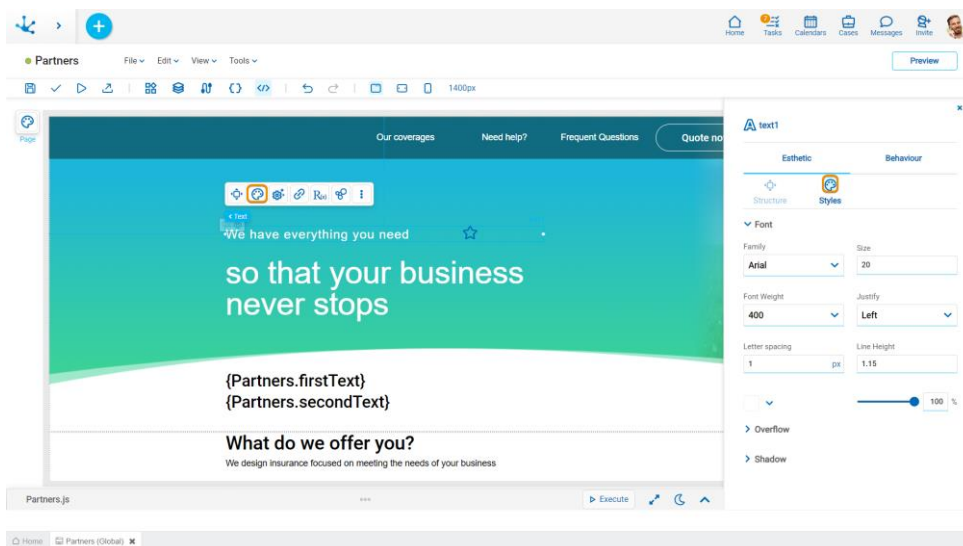 7
Home Tasks Calendars Cases Messages Invite
Partners File Edit View Tools Preview
1400px
Page
Our coverages Need help? Frequent Questions Quote no
< Text
We have everything you need
so that your business
never stops
{Partners.firstText}
{Partners.secondText}
What do we offer you?
We design insurance focused on meeting the needs of your business
text1
Esthetic Behaviour
Structure Styles
Font
Family Size
Arial 20
Font Weight Justify
400 Left
Letter spacing Line Height
1 px 1.15
100 %
Overflow
Shadow
Partners.js Execute
Home Partners (Global)